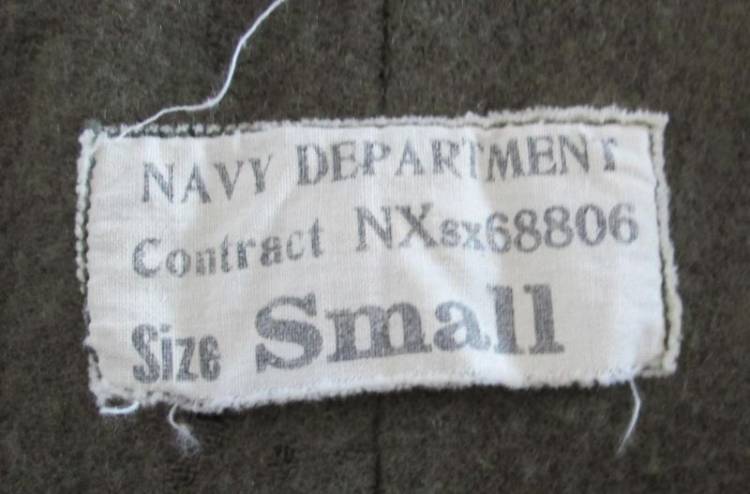 NAVY DEPARTMENT
Contract NXsx68806
Size Small